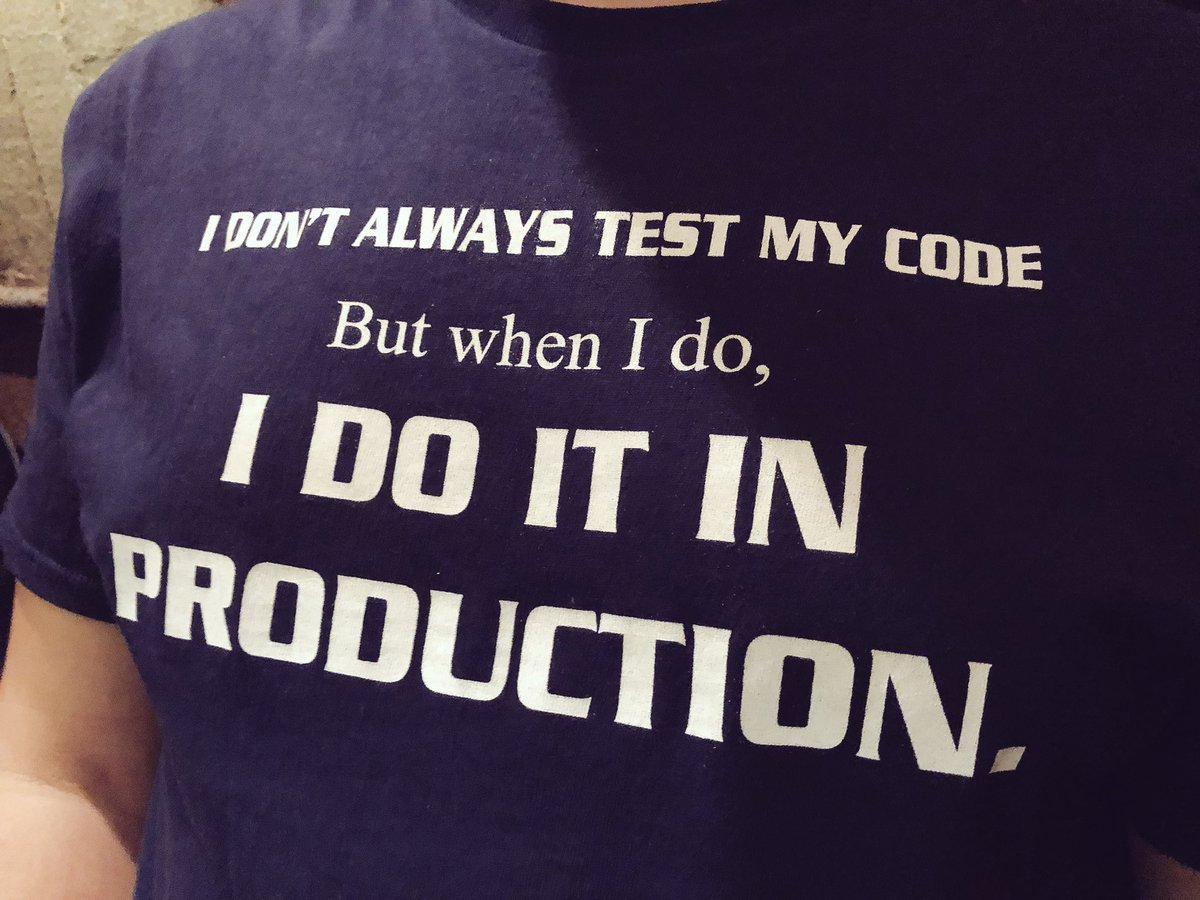 I DON'T ALWAYS TEST MY CODE
But when I do,
I DO IT IN
PRODUCTION.